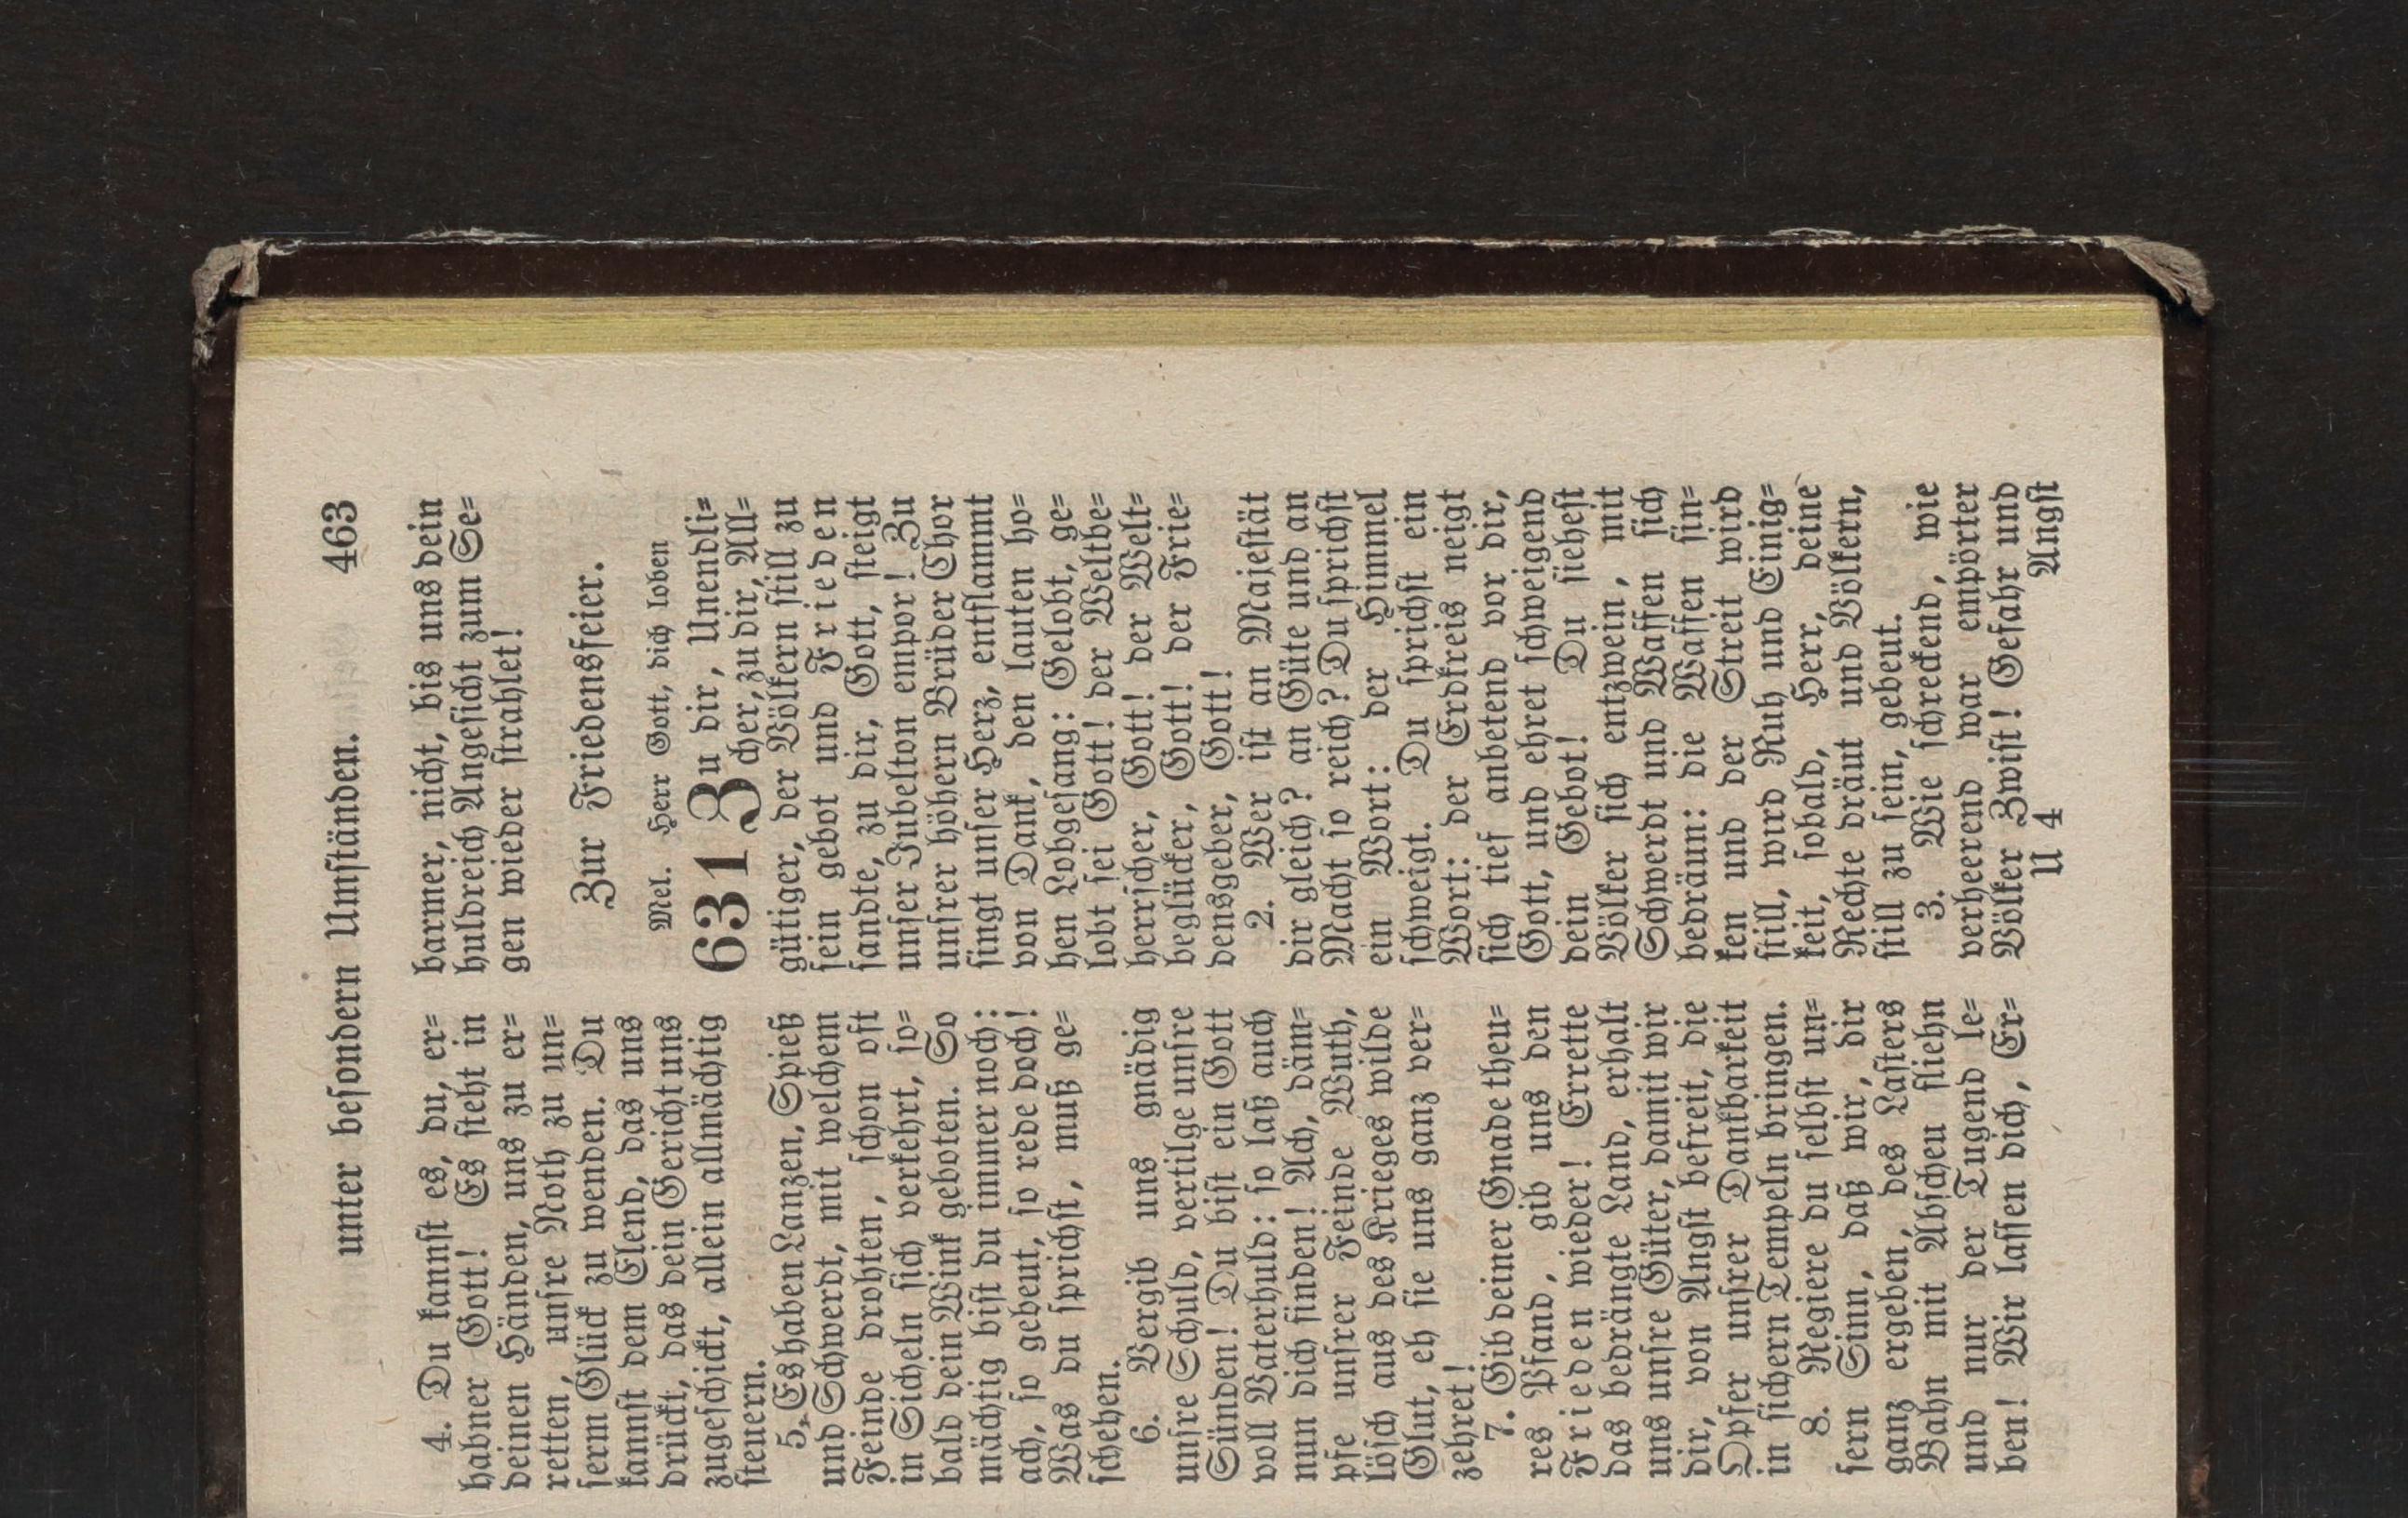 unter beſondern Umſtänden. 463
4. Du kannſt es, du, er⸗
habner Gott! Es ſteht in
deinen Händen, uns zu er⸗
retten, unſre Noth zu un⸗
ſerm Glück zu wenden. Du
kannſt dem Elend, das uns
drückt, das dein Gericht uns
zugeſchickt, allein allmächtig
ſteuern.
5. Es haben Lanzen, Spieß
und Schwerdt, mit welchem
Feinde drohten, ſchon oft
in Sicheln ſich verkehrt, ſo⸗
bald dein Wink geboten. So
mächtig biſt du immer noch:
ach, ſo gebeut, ſo rede doch!
Was du ſprichſt, muß ge⸗
ſchehen.
6. Vergib uns gnädig
unſre Schuld, vertilge unſre
Sünden! Du biſt ein Gott
voll Vaterhuld: ſo laß auch
nun dich finden! Ach, däm⸗
pfe unſrer Feinde Wuth,
löſch aus des Krieges wilde
Glut, eh ſie uns ganz ver⸗
zehret!
7. Gib deiner Gnade theu⸗
res Pfand, gib uns den
Frieden wieder! Errette
das bedrängte Land, erhalt
uns unſre Güter, damit wir
dir, von Angſt befreit, die
Opfer unſrer Dankbarkeit
in ſichern Tempeln bringen.
8. Regiere du ſelbſt un⸗
ſern Sinn, daß wir, dir
ganz ergeben, des Laſters
Bahn mit Abſcheu fliehn
und nur der Tugend le⸗
ben! Wir laſſen dich, Er⸗
barmer, nicht, bis uns dein
huldreich Angeſicht zum Se⸗
gen wieder ſtrahlet!
Zur Friedensfeier.
Mel. Herr Gott, dich loben
631 Zu dir, Unendli⸗
cher, zu dir, All⸗
gütiger, der Völkern ſtill zu
ſein gebot und Frieden
ſandte, zu dir, Gott, ſteigt
unſer Jubelton empor! Zu
unſrer höhern Brüder Chor
ſingt unſer Herz, entflammt
von Dank, den lauten ho⸗
hen Lobgeſang: Gelobt, ge⸗
lobt ſei Gott! der Weltbe⸗
herrſcher, Gott! der Welt⸗
beglücker, Gott! der Frie⸗
densgeber, Gott!
2. Wer iſt an Majeſtät
dir gleich? an Güte und an
Macht ſo reich? Du ſprichſt
ein Wort: der Himmel
ſchweigt. Du ſprichſt ein
Wort: der Erdkreis neigt
ſich tief anbetend vor dir,
Gott, und ehret ſchweigend
dein Gebot! Du ſieheſt
Völker ſich entzwein, mit
Schwerdt und Waffen ſich
bedräun: die Waffen ſin⸗
ken und der Streit wird
ſtill, wird Ruh und Einig⸗
keit, ſobald, Herr, deine
Rechte dräut und Völkern,
ſtill zu ſein, gebeut.
3. Wie ſchreckend, wie
verheerend war empörter
Völker Zwiſt! Gefahr und
U 4 Angſt